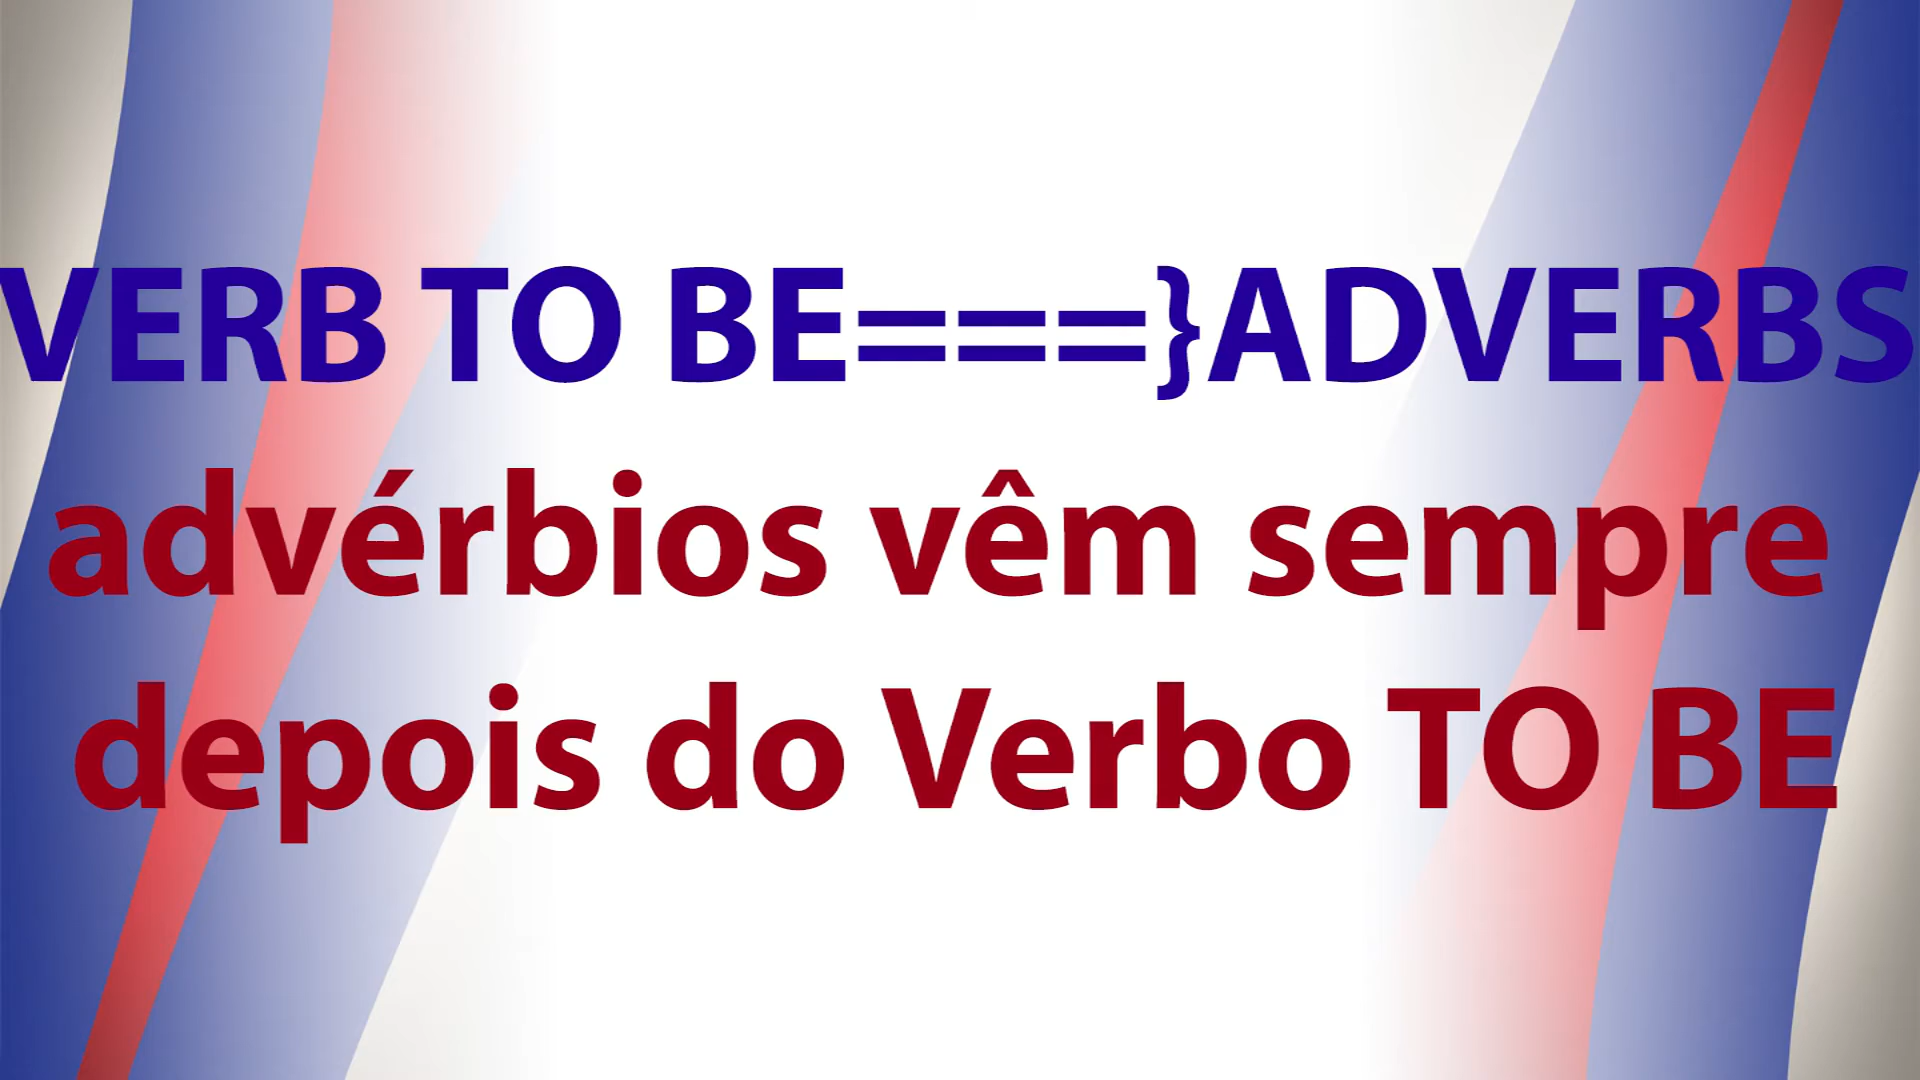 VERB TO BE===}ADVERBS
advérbios vêm sempre
depois do Verbo TO BE